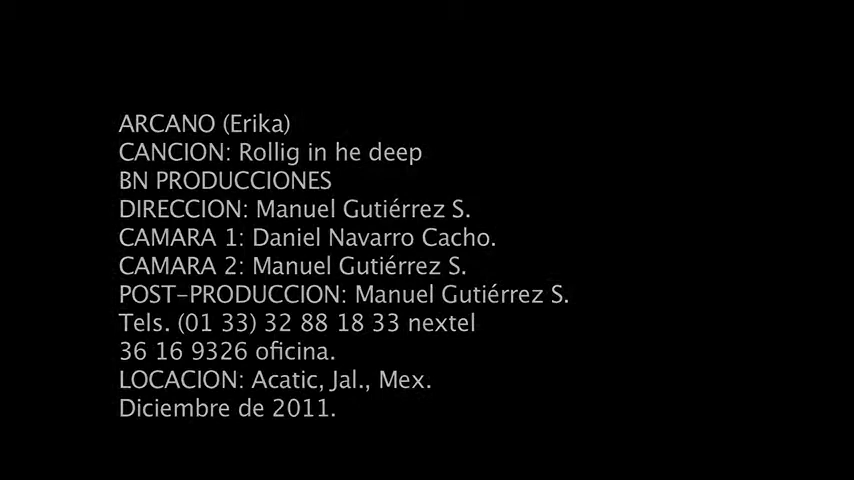 ARCANO (Erika)
CANCION: Rollig in he deep
BN PRODUCCIONES
DIRECCION: Manuel Gutiérrez S.
CAMARA 1: Daniel Navarro Cacho.
CAMARA 2: Manuel Gutiérrez S.
POST-PRODUCCION: Manuel Gutiérrez S.
Tels. (01 33) 32 88 18 33 nextel
36 16 9326 oficina.
LOCACION: Acatic, Jal., Mex.
Diciembre de 2011.